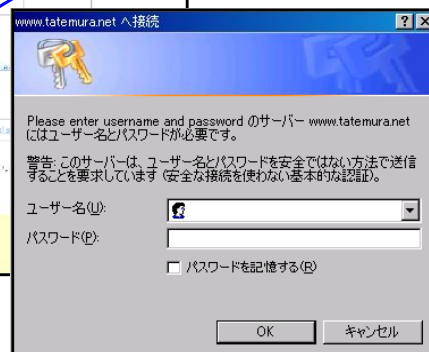 www.tatemura.net へ接続
Please enter username and password のサーバー www.tatemura.net
にはユーザー名とパスワードが必要です。
警告: このサーバーは、ユーザー名とパスワードを安全ではない方法で送信
することを要求しています (安全な接続を使わない基本的な認証)。
ユーザー名(U):
パスワード(P):
パスワードを記憶する(R)
OK
キャンセル